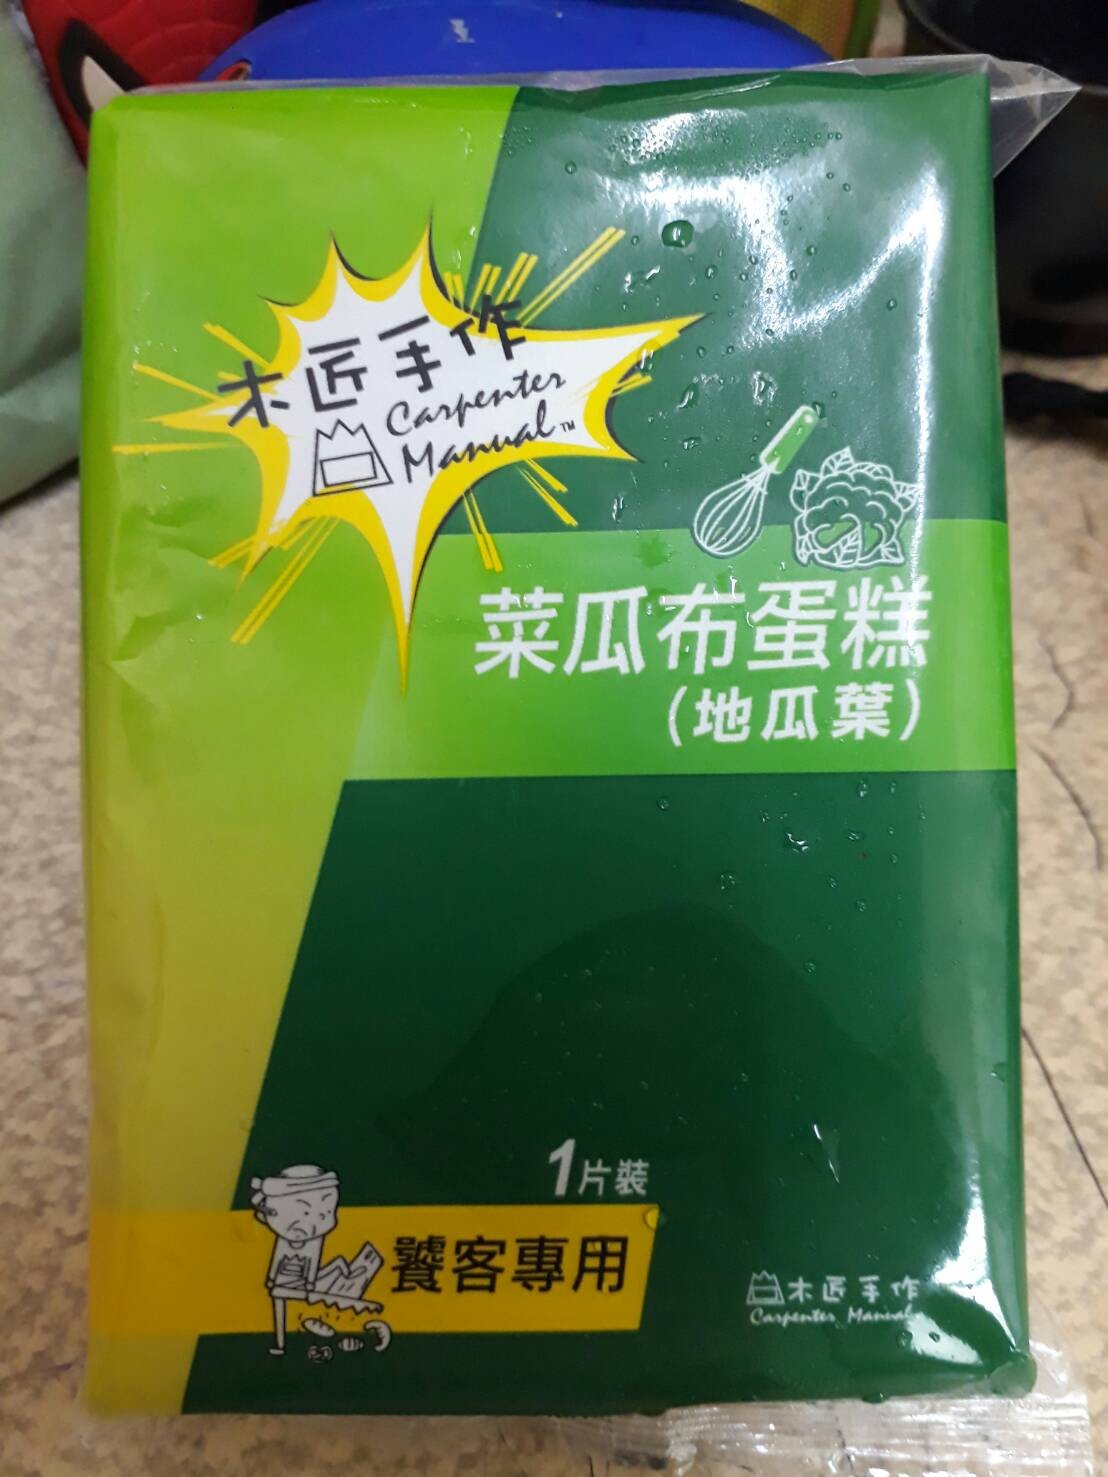 木匠手作
Carpenter
Manual™
菜瓜布蛋糕
(地瓜葉)
1片裝
饕客專用
木匠手作
Carpenter Manual